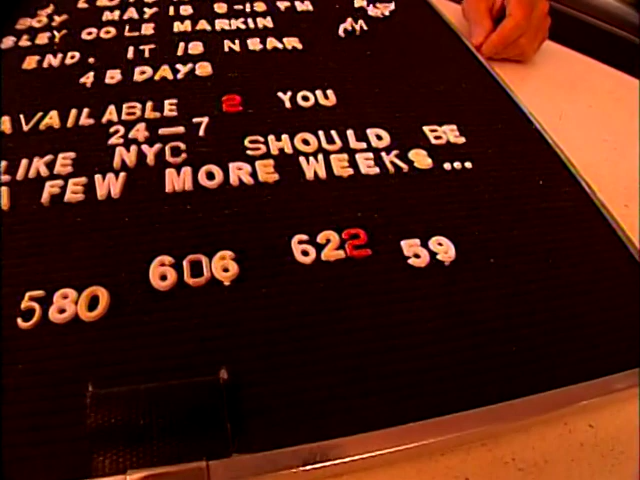 BOY MAY 15 8-12 PM
SLEY COLE MARKIN
END. IT IS NEAR
45 DAYS
AVAILABLE 2 YOU
24-7
LIKE NYC SHOULD BE
FEW MORE WEEKS...
580 606 622 59